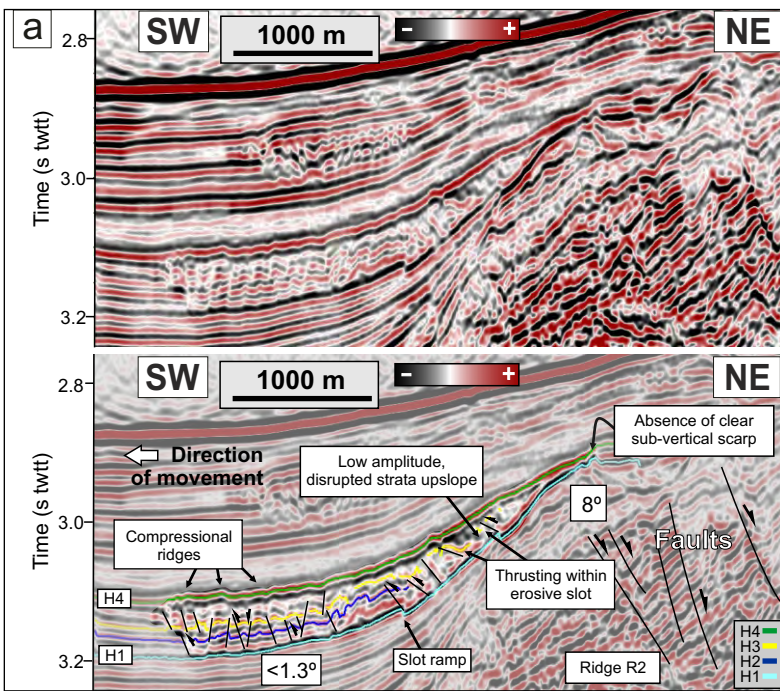 a
SW
1000 m
- +
NE
2.8
3.0
3.2
Time (s twtt)
SW
1000 m
- +
NE
2.8
3.0
3.2
Time (s twtt)
Direction
of movement
Absence of clear
sub-vertical scarp
Low amplitude,
disrupted strata upslope
8º
Compressional
ridges
Faults
Thrusting within
erosive slot
H4
H1
<1.3º
Slot ramp
Ridge R2
H4
H3
H2
H1